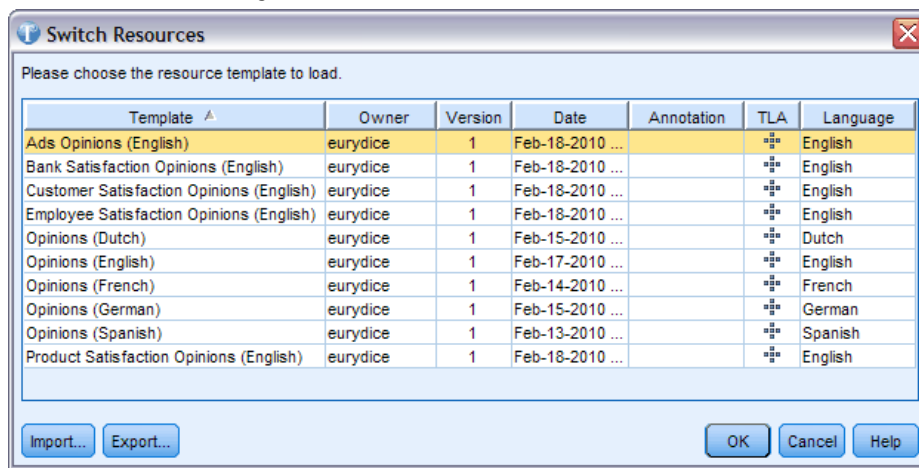 Switch Resources
Please choose the resource template to load.
Template Owner Version Date Annotation TLA Language
Ads Opinions (English) eurydice 1 Feb-18-2010 ... English
Bank Satisfaction Opinions (English) eurydice 1 Feb-18-2010 ... English
Customer Satisfaction Opinions (English) eurydice 1 Feb-18-2010 ... English
Employee Satisfaction Opinions (English) eurydice 1 Feb-18-2010 ... English
Opinions (Dutch) eurydice 1 Feb-15-2010 ... Dutch
Opinions (English) eurydice 1 Feb-17-2010 ... English
Opinions (French) eurydice 1 Feb-14-2010 ... French
Opinions (German) eurydice 1 Feb-15-2010 ... German
Opinions (Spanish) eurydice 1 Feb-13-2010 ... Spanish
Product Satisfaction Opinions (English) eurydice 1 Feb-18-2010 ... English
Import... Export... OK Cancel Help